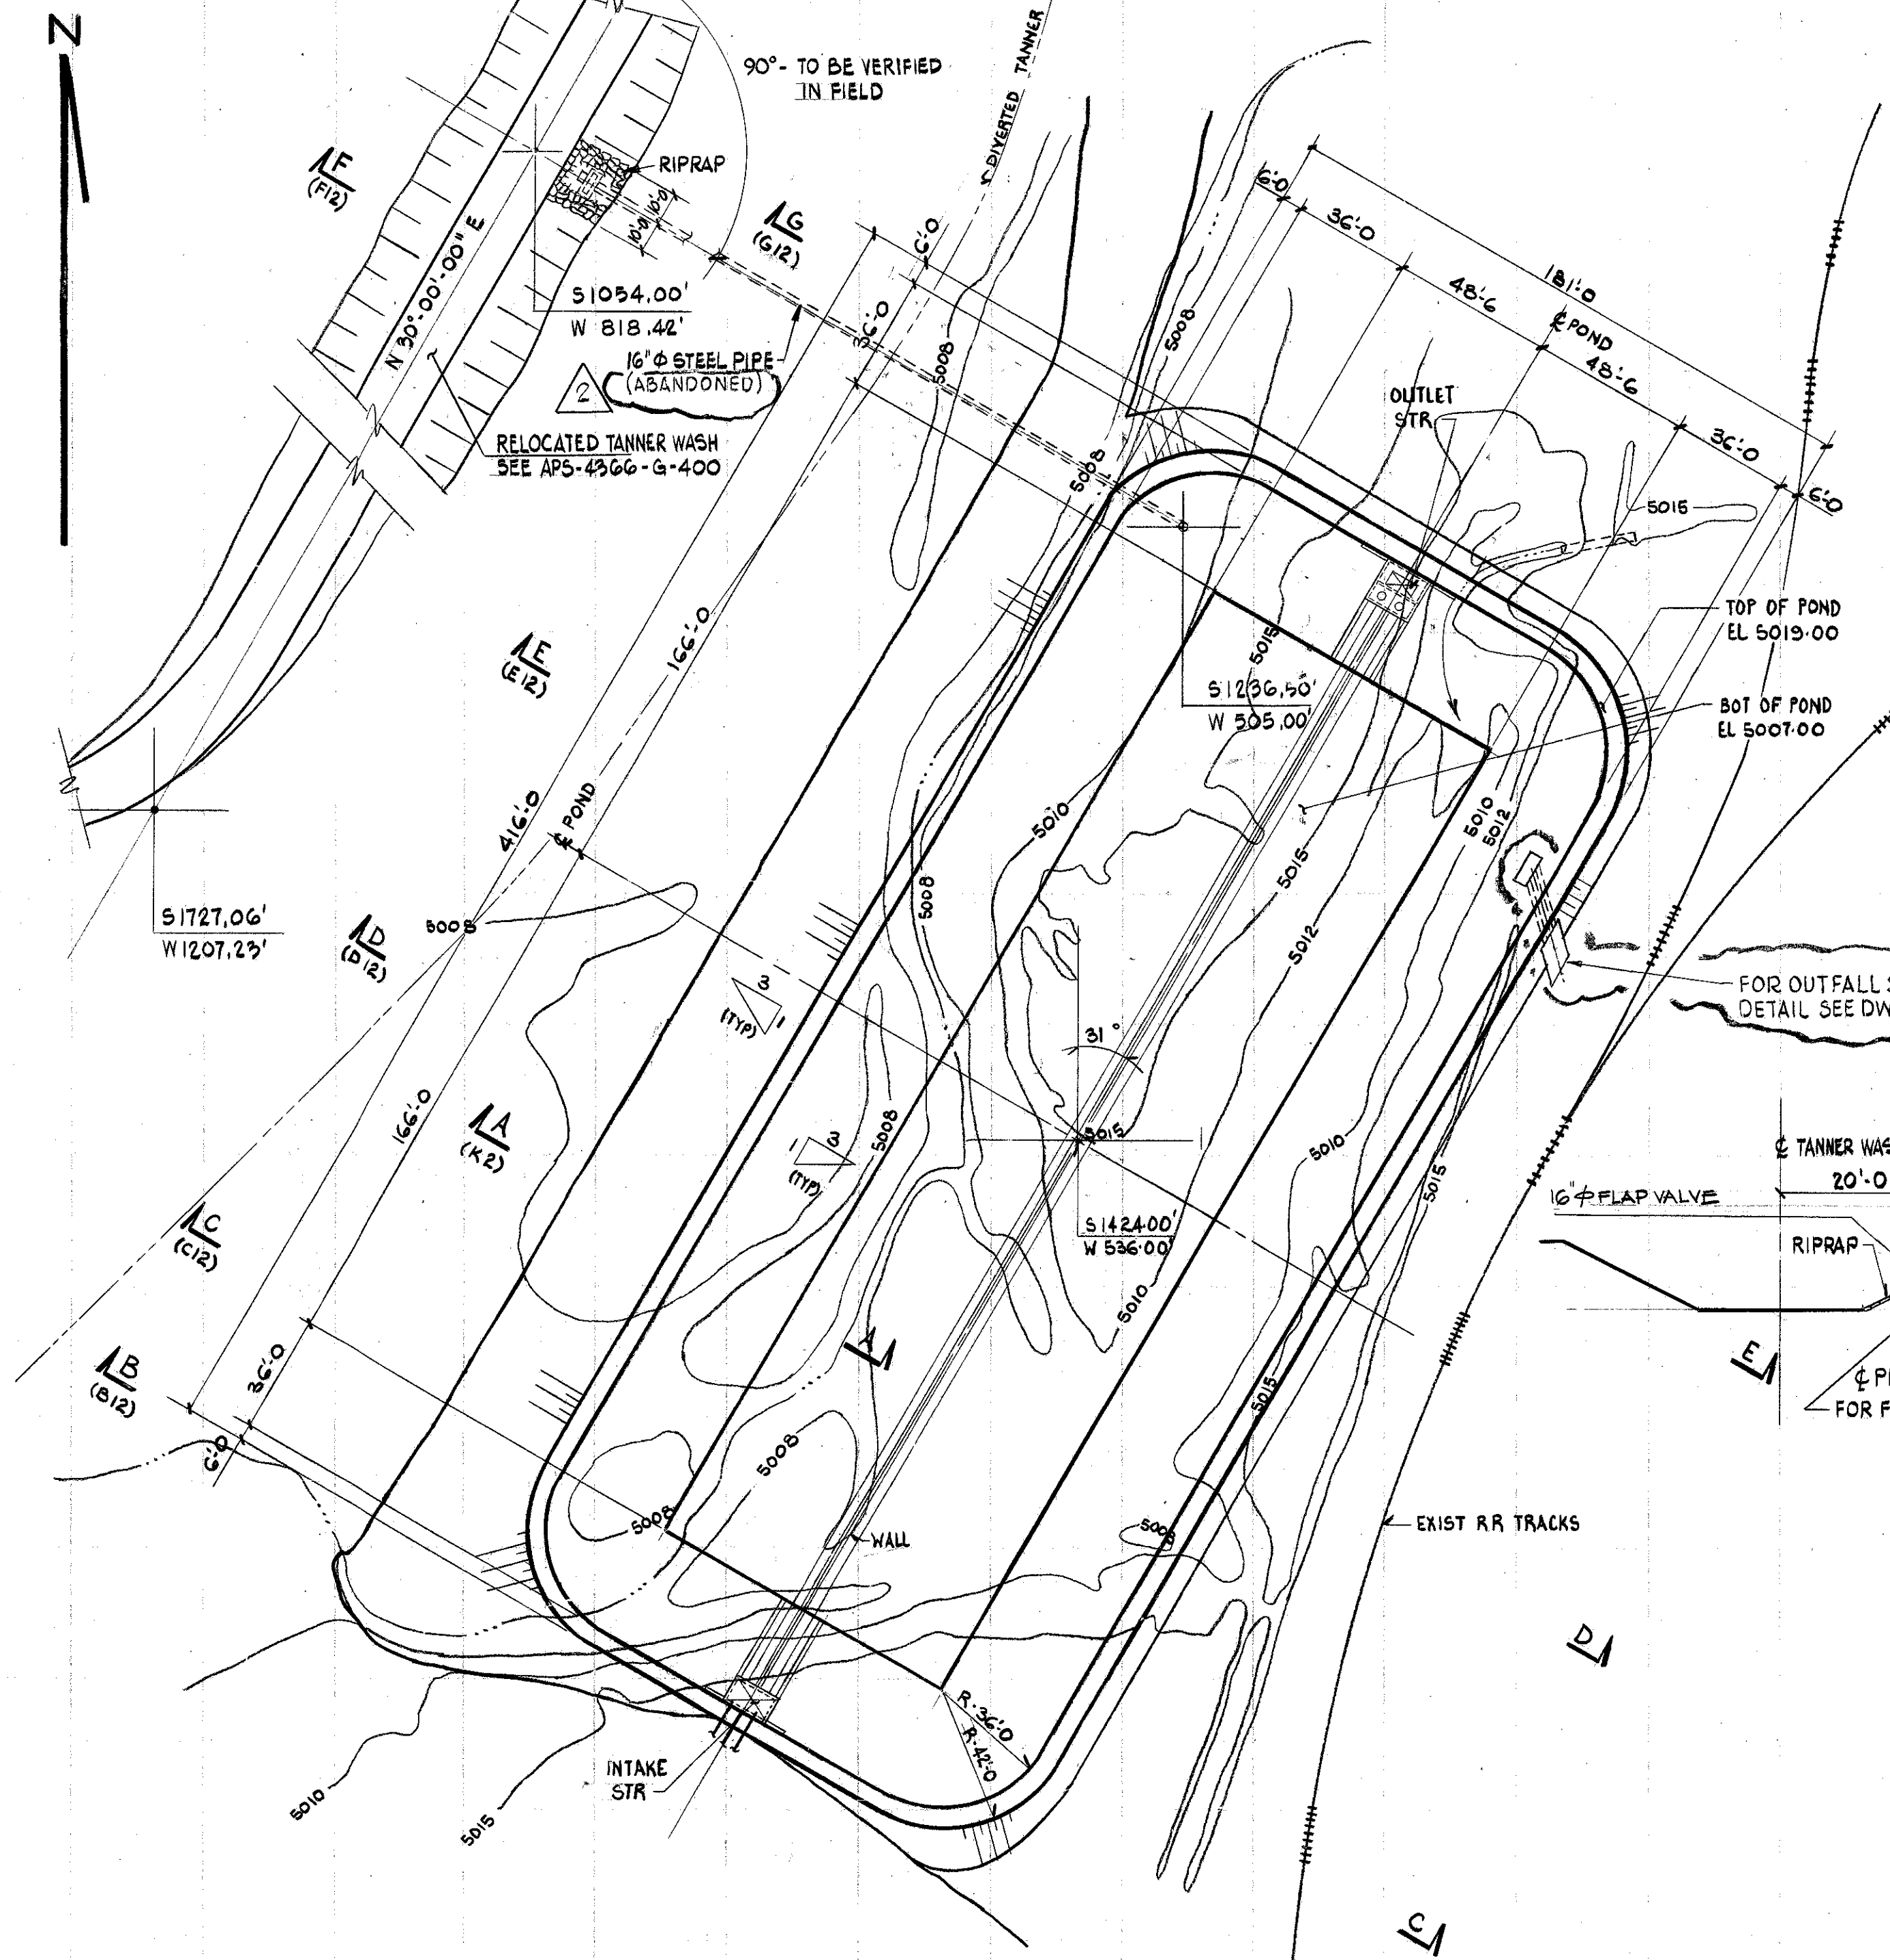 N
90°- TO BE VERIFIED
IN FIELD
℄ DIVERTED TANNER
F
(F12)
RIPRAP
10'-0
10'-0
G
(G12)
6'-0
36'-0
N 30°-00'-00" E
S1054.00'
W 818.42'
16"Φ STEEL PIPE
(ABANDONED)
2
RELOCATED TANNER WASH
SEE APS-4366-G-400
6'-0
36'-0
48'-6
181'-0
℄ POND
48'-6
36'-0
6'-0
5008
5008
5008
OUTLET
STR
5015
TOP OF POND
EL 5019.00
BOT OF POND
EL 5007.00
E
(E12)
166'-0
5015
S1236.50'
W 505.00'
416'-0
℄ POND
5010
5010
5012
5015
5008
5012
S1727.06'
W1207.23'
D
(D12)
5008
3
1
(TYP)
FOR OUTFALL
DETAIL SEE
31°
166'-0
A
(K2)
5008
1
3
(TYP)
5015
5010
5015
S1424.00'
W 536.00'
℄ TANNER
20'-0
16"Φ FLAP VALVE
RIPRAP
C
(C12)
5010
A
E
℄
FOR
B
(B12)
36'-0
6'-0
5015
5008
5008
5008
WALL
EXIST RR TRACKS
D
R-36'-0
R-42'-0
INTAKE
STR
5010
5015
C